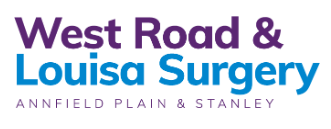 West Road &
Louisa Surgery
ANNFIELD PLAIN & STANLEY